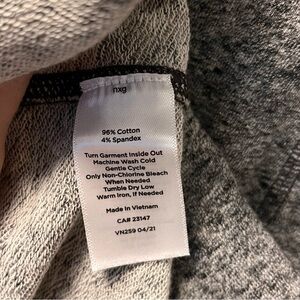 nxg
96% Cotton
4% Spandex
Turn Garment Inside Out
Machine Wash Cold
Gentle Cycle
Only Non-Chlorine Bleach
When Needed
Tumble Dry Low
Warm Iron, If Needed
Made in Vietnam
CA# 23147
VN259 04/21